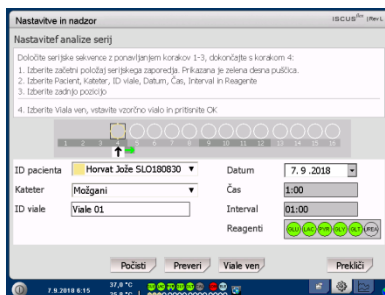 Nastavitve in nadzor ISCUSflex |Rev L
Nastavitef analize serij
Določite serijske sekvence z ponavljanjem korakov 1-3, dokončajte s korakom 4:
1. Izberite začetni položaj serijskega zaporedja. Prikazana je zelena desna puščica.
2. Izberite Pacient, Kateter, ID viale, Datum, Čas, Interval in Reagente
3. Izberite zadnjo pozicijo
4. Izberite Viala ven, vstavite vzorčno vialo in pritisnite OK
1 2 3 4 5 6 7 8 9 10 11 12 13 14 15 16
ID pacienta Horvat Jože SLO180830 Datum 7. 9 .2018
Kateter Možgani Čas 1:00
ID viale Viale 01 Interval 01:00
Reagenti GLU LAC PYR GLY GLT UREA
Počisti Preveri Viale ven Prekliči
7.9.2018 6:15 37,0 °C